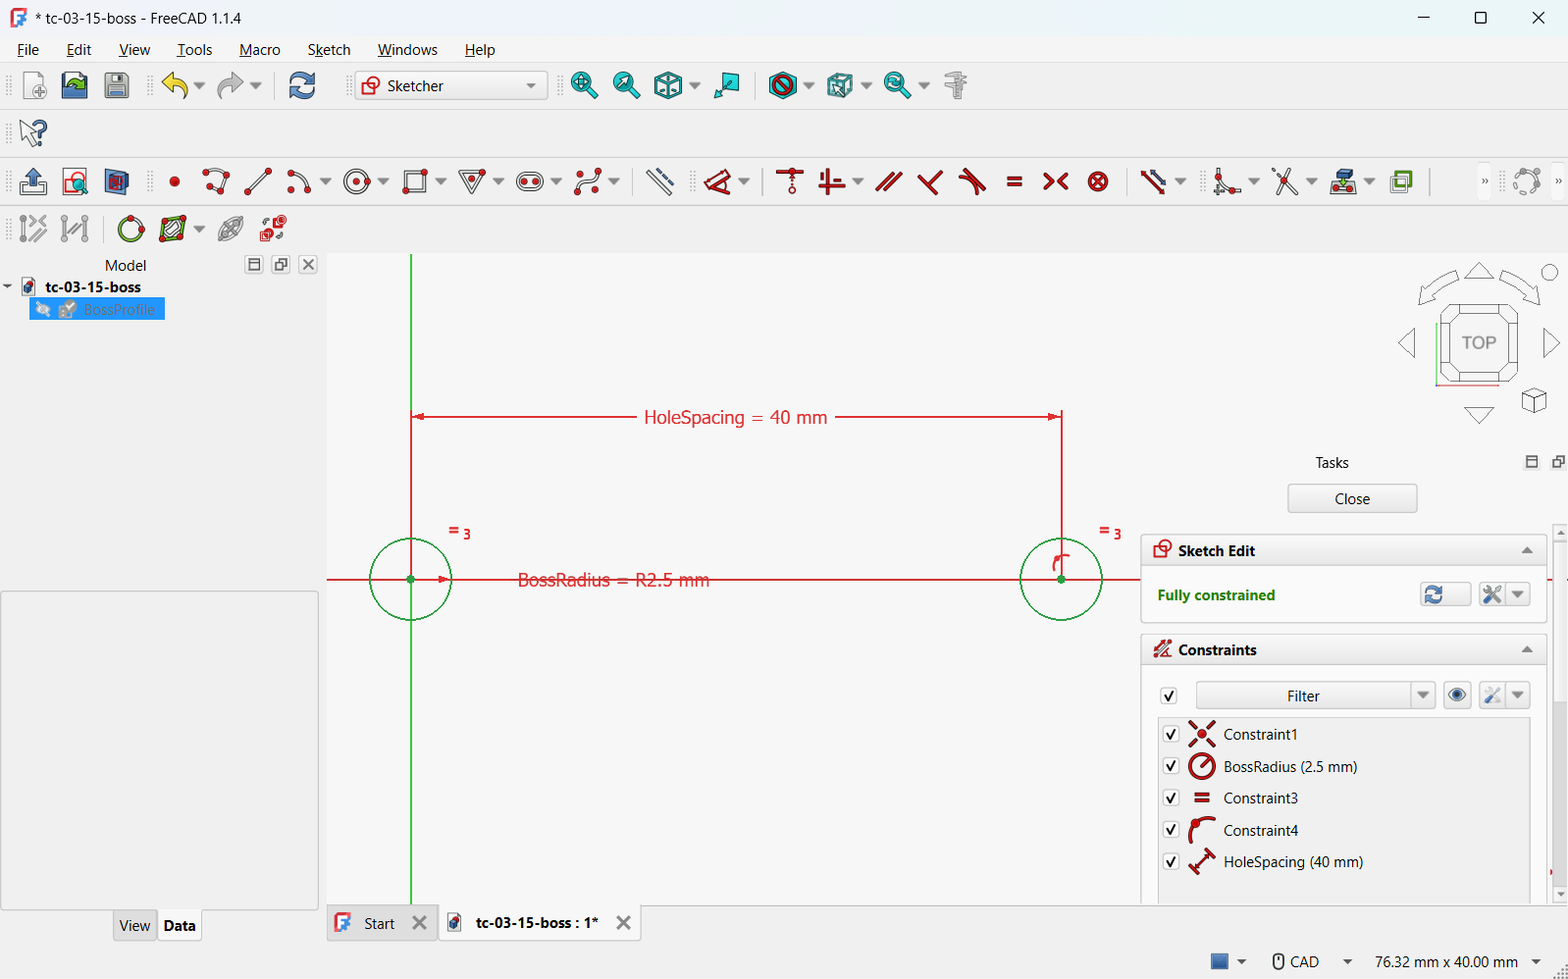 * tc-03-15-boss - FreeCAD 1.1.4
File Edit View Tools Macro Sketch Windows Help
Sketcher
»
»
Model
tc-03-15-boss
BossProfile
TOP
HoleSpacing = 40 mm
= 3
= 3
BossRadius = R2.5 mm
Tasks
Close
Sketch Edit
Fully constrained
Constraints
Filter
Constraint1
BossRadius (2.5 mm)
Constraint3
Constraint4
HoleSpacing (40 mm)
View Data
Start
tc-03-15-boss : 1*
CAD
76.32 mm x 40.00 mm